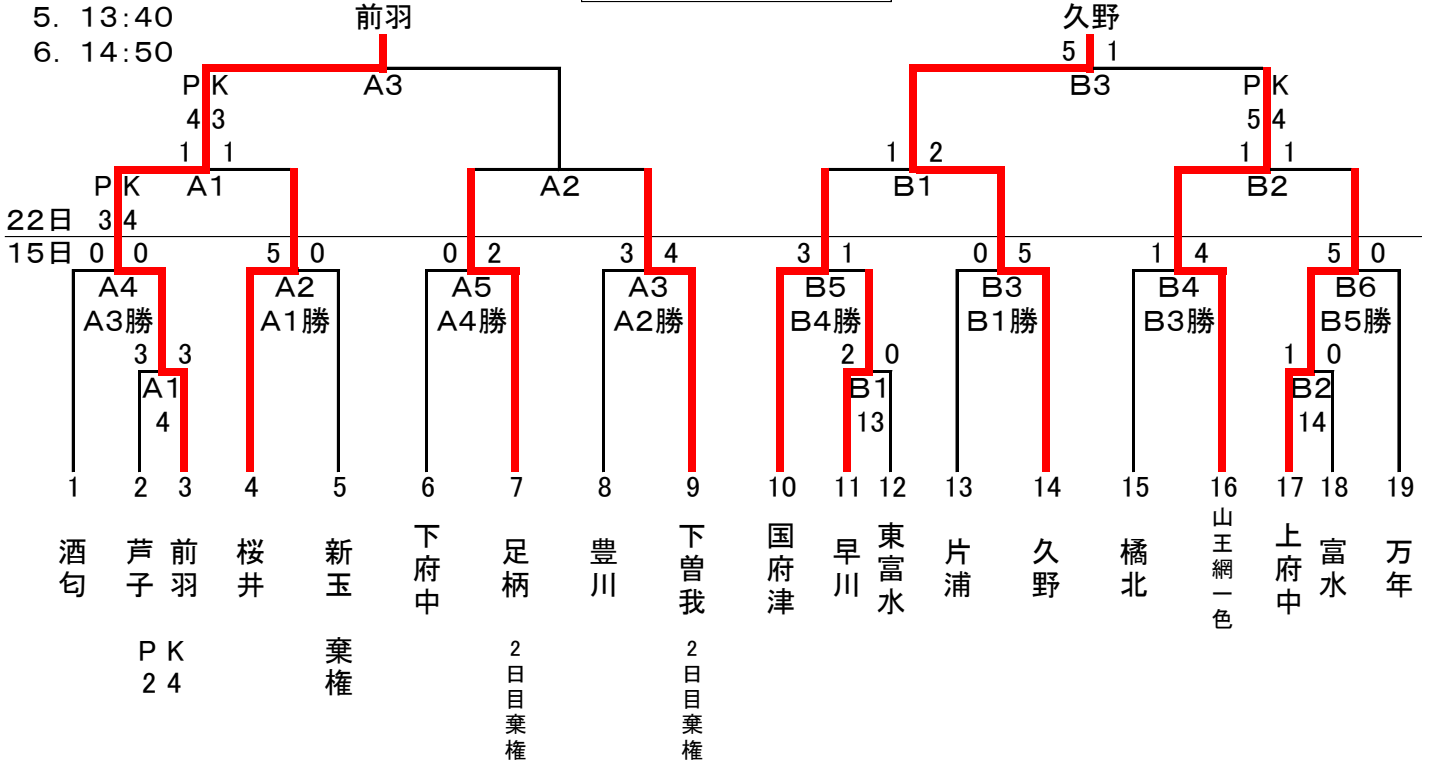 5. 13:40
前羽
久野
6. 14:50
5 1
A3
B3
PK
PK
43
54
1 1
1 2
1 1
PK
A1
A2
B1
B2
22日
34
15日
0 0
5 0
0 2
3 4
3 1
0 5
1 4
5 0
A4
A2
A5
A3
B5
B3
B4
B6
A3勝
A1勝
A4勝
A2勝
B4勝
B1勝
B3勝
B5勝
3 3
2 0
1 0
A1
B1
B2
4
13
14
1 2 3 4 5 6 7 8 9 10 11 12 13 14 15 16 17 18 19
酒匂
芦子
前羽
桜井
新玉
下府中
足柄
豊川
下曽我
国府津
早川
東富水
片浦
久野
橘北
山王網一色
上府中
富水
万年
PK
24
棄権
2日目棄権
2日目棄権